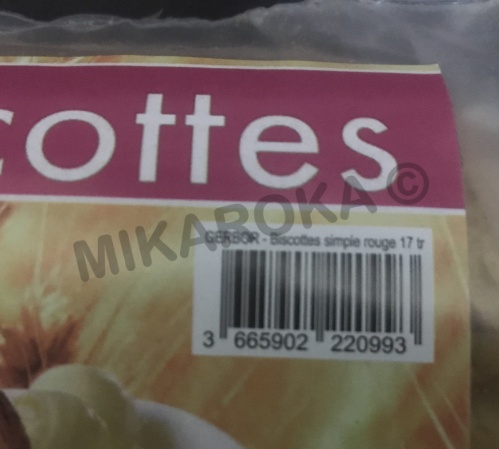 cottes
MIKAROKA ©
GERBOR - Biscottes simple rouge 17 tr
3 665902 220993